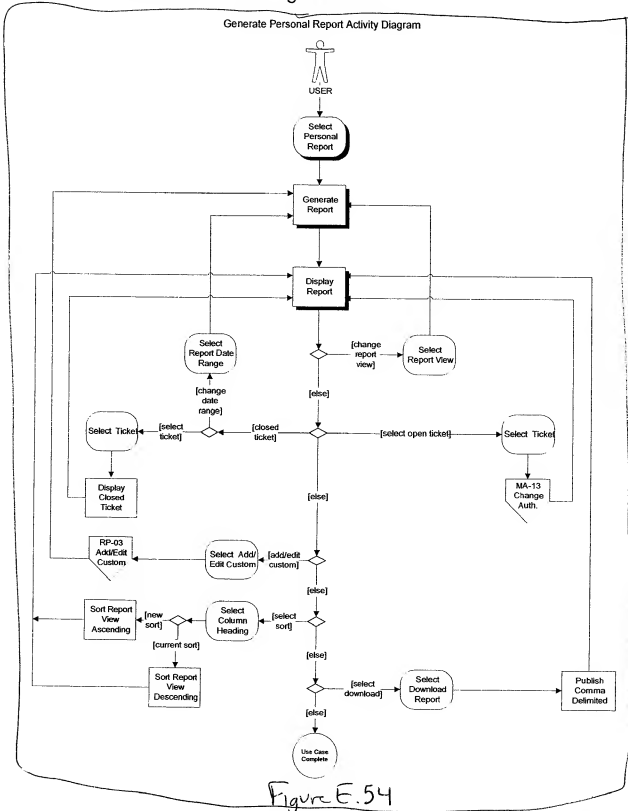 Generate Personal Report Activity Diagram
USER
Select
Personal
Report
Generate
Report
Display
Report
Select
Report Date
Range
[change
report
view]
Select
Report View
[change
date
range]
[else]
Select Ticket
[select
ticket]
[closed
ticket]
[select open ticket]
Select Ticket
Display
Closed
Ticket
MA-13
Change
Auth.
[else]
RP-03
Add/Edit
Custom
Select Add/
Edit Custom
[add/edit
custom]
[else]
Sort Report
View
Ascending
[new
sort]
Select
Column
Heading
[select
sort]
[current sort]
[else]
Sort Report
View
Descending
[select
download]
Select
Download
Report
Publish
Comma
Delimited
[else]
Use Case
Complete
Figure E.54